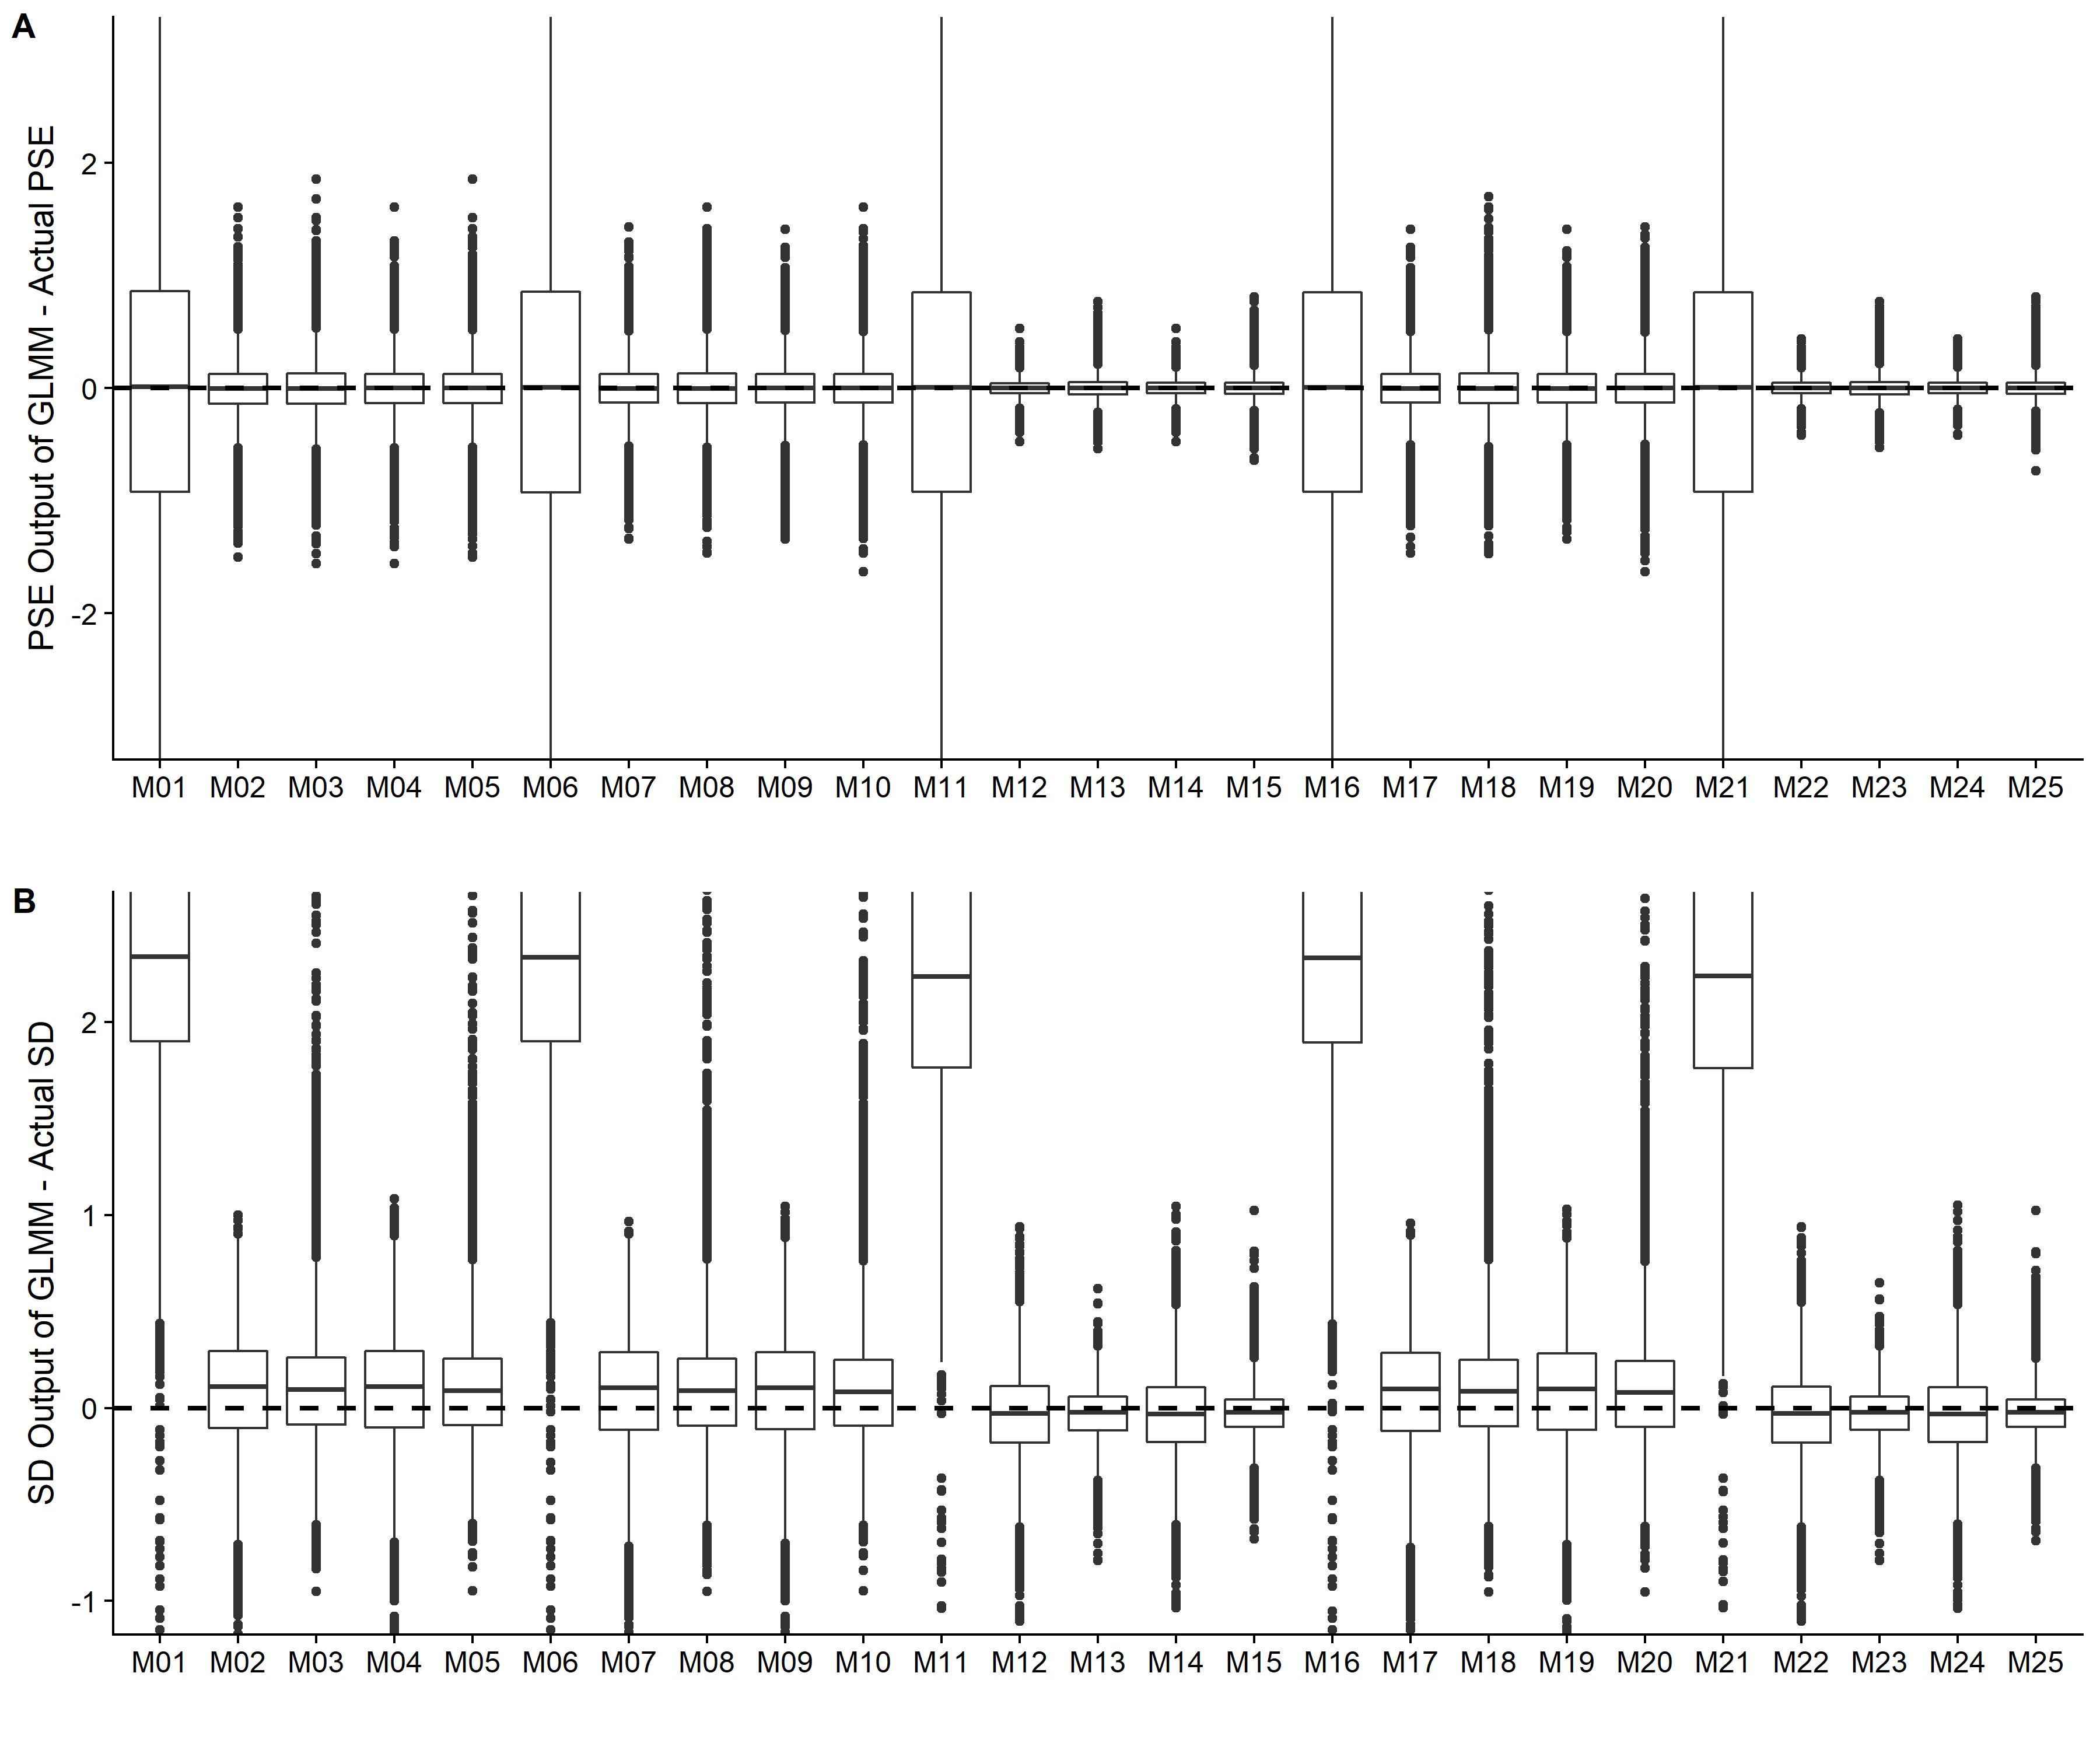 A
PSE Output of GLMM - Actual PSE
2
0
-2
M01 M02 M03 M04 M05 M06 M07 M08 M09 M10 M11 M12 M13 M14 M15 M16 M17 M18 M19 M20 M21 M22 M23 M24 M25
B
SD Output of GLMM - Actual SD
2
1
0
-1
M01 M02 M03 M04 M05 M06 M07 M08 M09 M10 M11 M12 M13 M14 M15 M16 M17 M18 M19 M20 M21 M22 M23 M24 M25